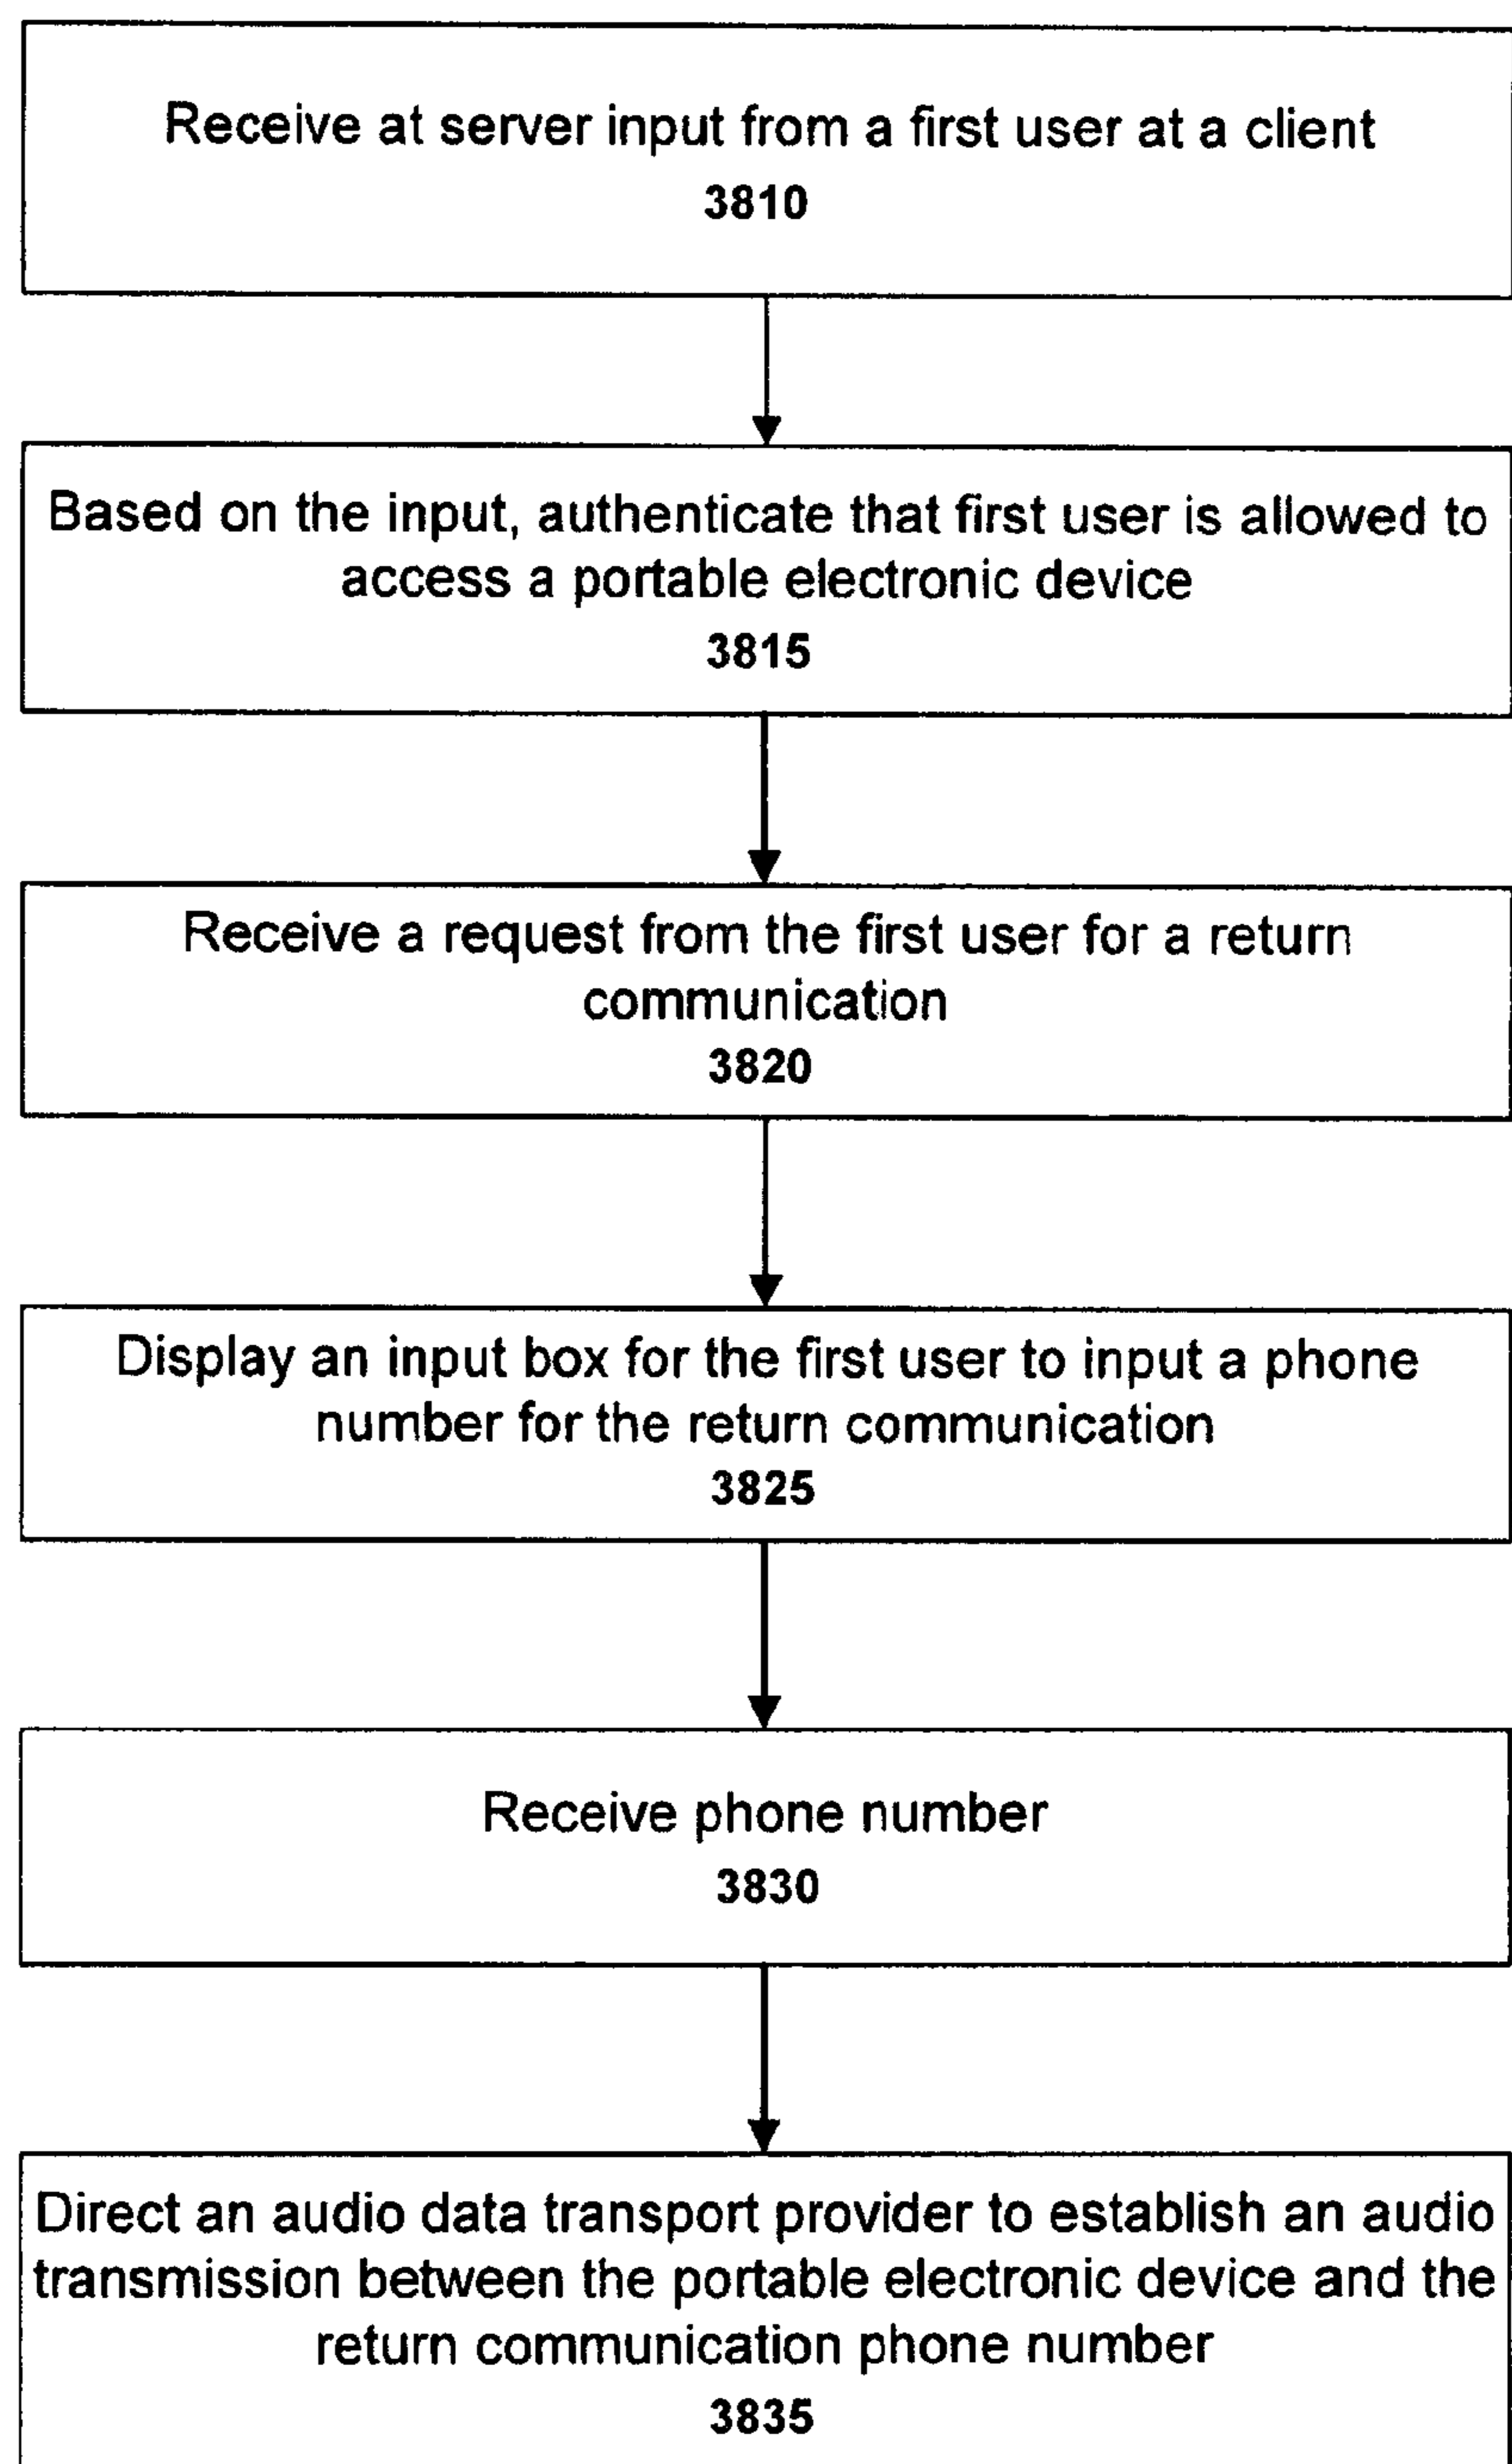 Receive at server input from a first user at a client
3810
Based on the input, authenticate that first user is allowed to
access a portable electronic device
3815
Receive a request from the first user for a return
communication
3820
Display an input box for the first user to input a phone
number for the return communication
3825
Receive phone number
3830
Direct an audio data transport provider to establish an audio
transmission between the portable electronic device and the
return communication phone number
3835